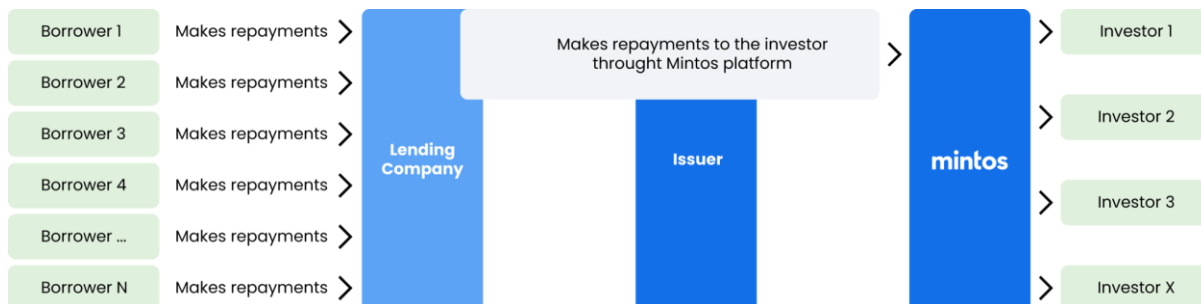 Borrower 1 Makes repayments
Borrower 2 Makes repayments
Borrower 3 Makes repayments
Borrower 4 Makes repayments
Borrower ... Makes repayments
Borrower N Makes repayments
Lending
Company
Makes repayments to the investor
throught Mintos platform
Issuer
mintos
Investor 1
Investor 2
Investor 3
Investor X